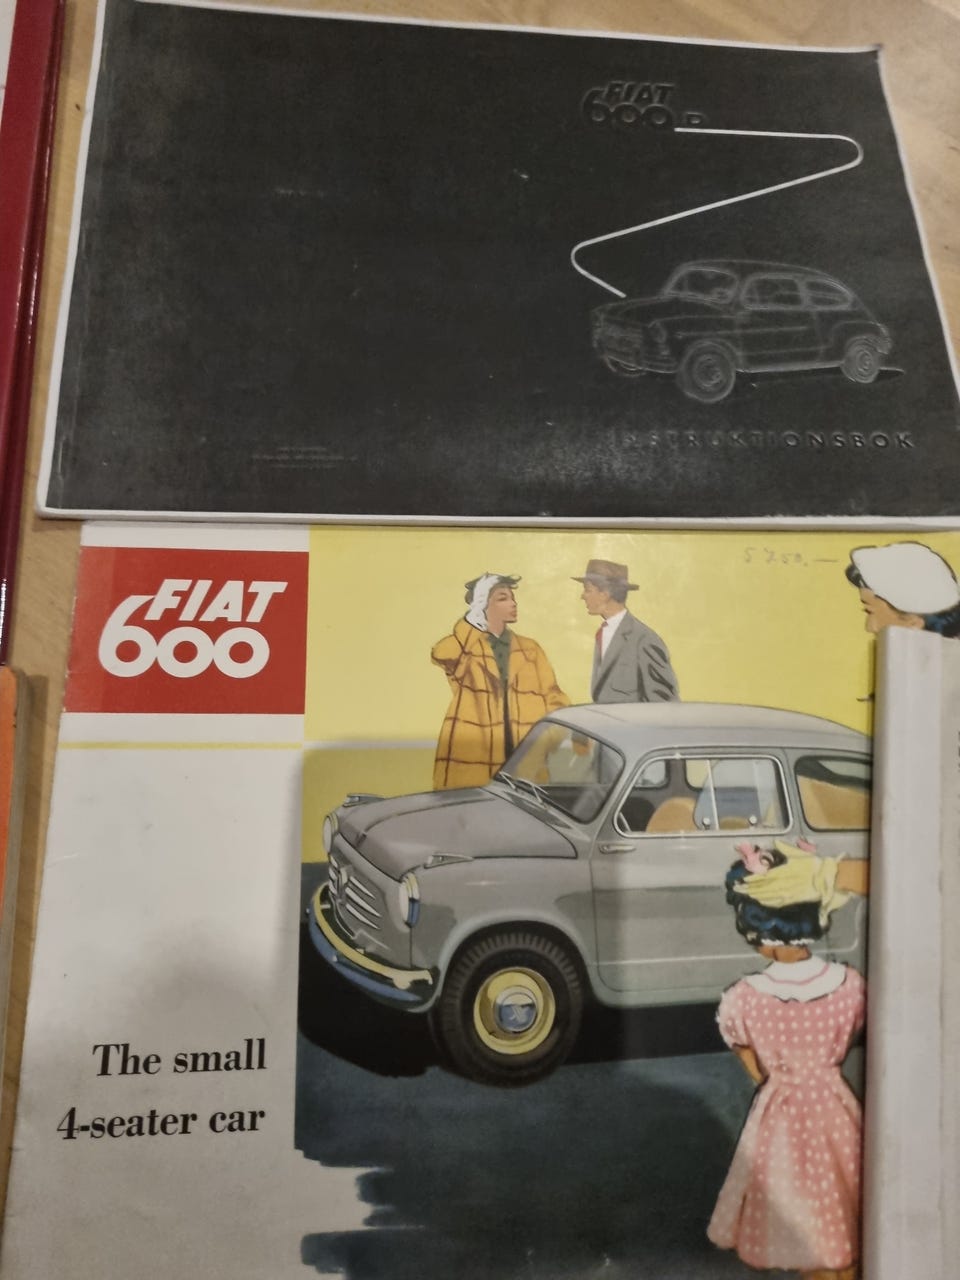 FIAT
600 D
INSTRUKTIONSBOK
5750.—
FIAT
600
The small
4-seater car